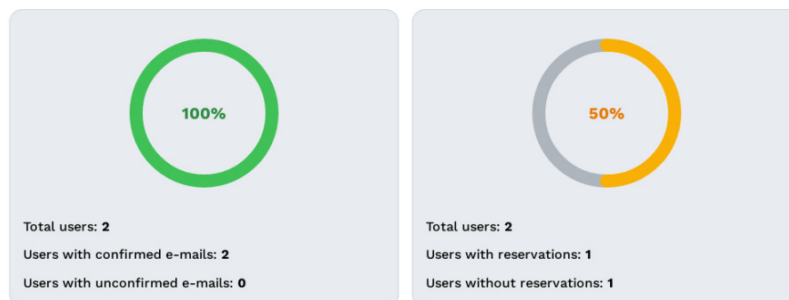 100%
Total users: 2
Users with confirmed e-mails: 2
Users with unconfirmed e-mails: 0
50%
Total users: 2
Users with reservations: 1
Users without reservations: 1